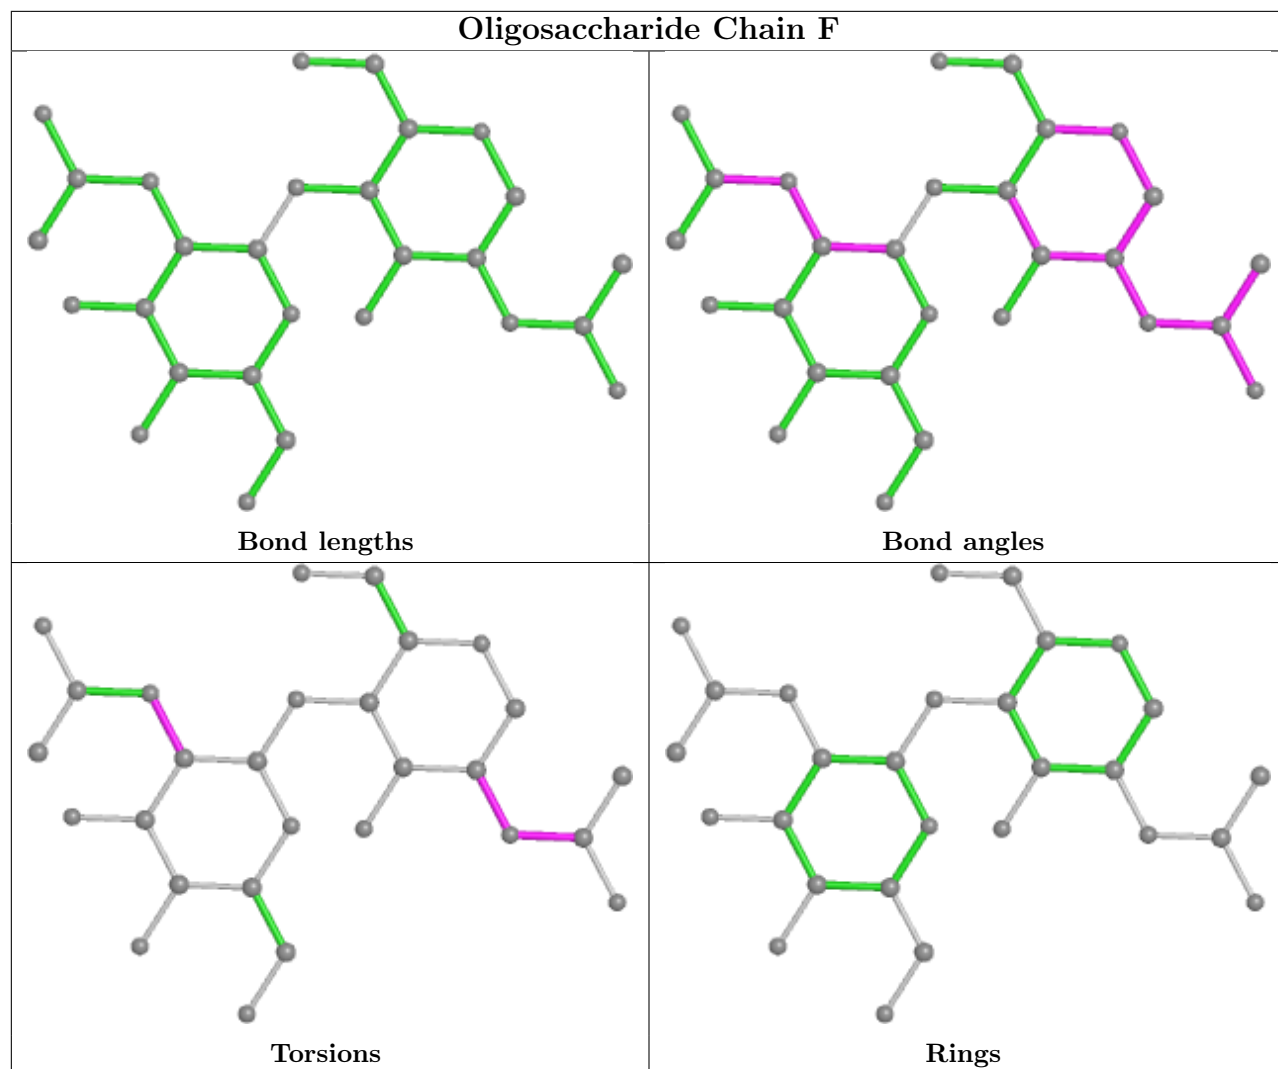 Oligosaccharide Chain F
Bond lengths
Bond angles
Torsions
Rings